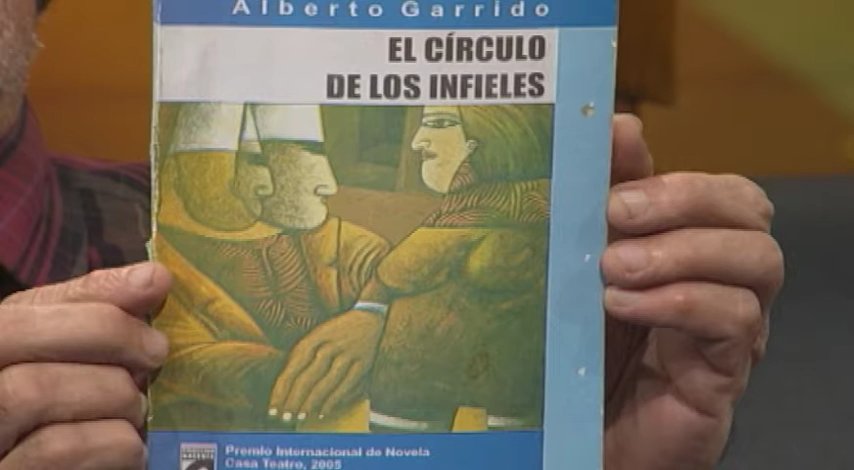 Alberto Garrido
EL CÍRCULO
DE LOS INFIELES
Premio Internacional de Novela
Casa Teatro, 2005